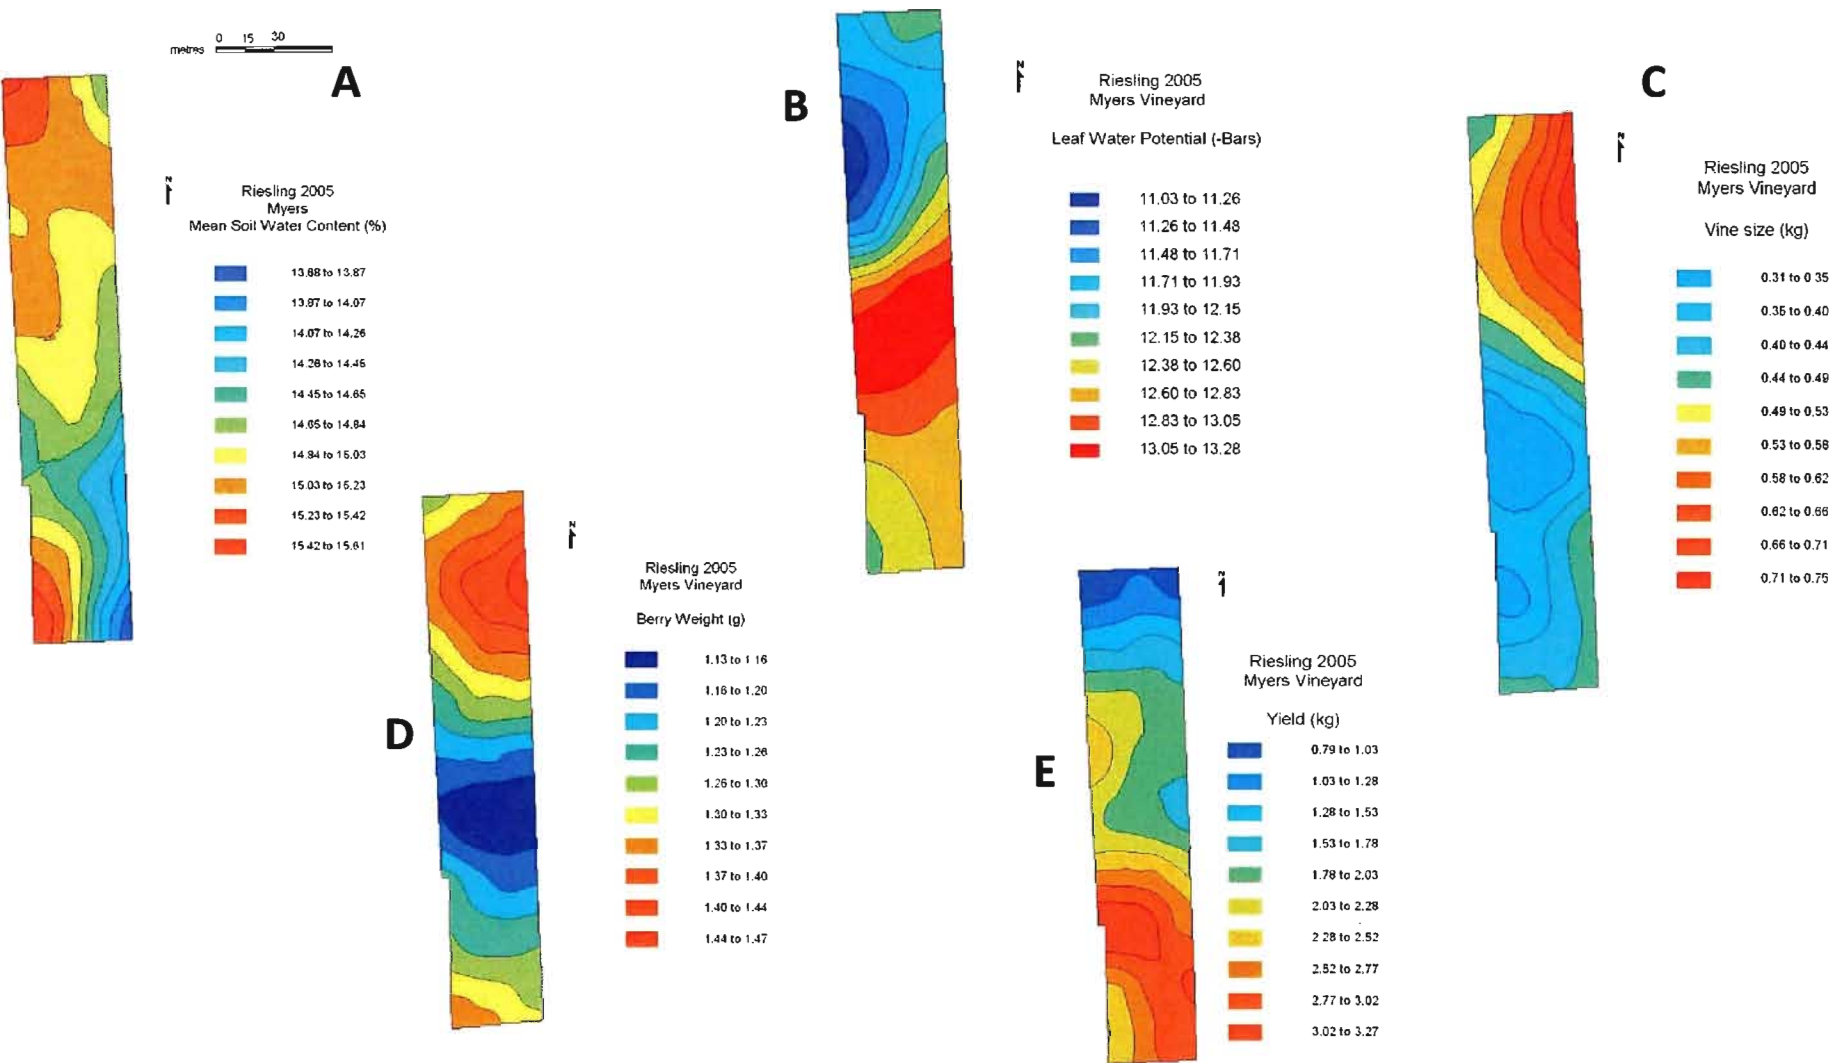 metres 0 15 30
A
N
Riesling 2005
Myers
Mean Soil Water Content (%)
13.68 to 13.87
13.87 to 14.07
14.07 to 14.26
14.26 to 14.45
14.45 to 14.65
14.65 to 14.84
14.84 to 15.03
15.03 to 15.23
15.23 to 15.42
15.42 to 15.61
B
N
Riesling 2005
Myers Vineyard
Leaf Water Potential (-Bars)
11.03 to 11.26
11.26 to 11.48
11.48 to 11.71
11.71 to 11.93
11.93 to 12.15
12.15 to 12.38
12.38 to 12.60
12.60 to 12.83
12.83 to 13.05
13.05 to 13.28
C
N
Riesling 2005
Myers Vineyard
Vine size (kg)
0.31 to 0.35
0.35 to 0.40
0.40 to 0.44
0.44 to 0.49
0.49 to 0.53
0.53 to 0.58
0.58 to 0.62
0.62 to 0.66
0.66 to 0.71
0.71 to 0.75
D
N
Riesling 2005
Myers Vineyard
Berry Weight (g)
1.13 to 1.16
1.16 to 1.20
1.20 to 1.23
1.23 to 1.26
1.26 to 1.30
1.30 to 1.33
1.33 to 1.37
1.37 to 1.40
1.40 to 1.44
1.44 to 1.47
E
N
Riesling 2005
Myers Vineyard
Yield (kg)
0.79 to 1.03
1.03 to 1.28
1.28 to 1.53
1.53 to 1.78
1.78 to 2.03
2.03 to 2.28
2.28 to 2.52
2.52 to 2.77
2.77 to 3.02
3.02 to 3.27